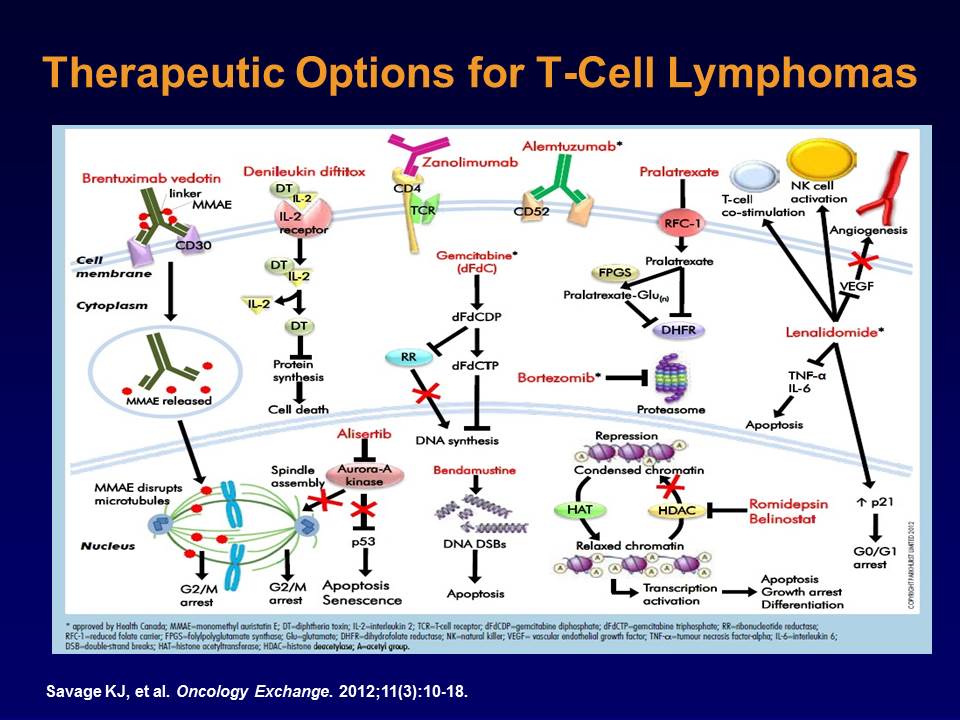 Therapeutic Options for T-Cell Lymphomas
Brentuximab vedotin
linker
MMAE
CD30
Cell
membrane
Cytoplasm
MMAE released
MMAE disrupts
microtubules
Nucleus
G2/M
arrest
G2/M
arrest
Denileukin diftitox
DT
IL-2
IL-2
receptor
DT
IL-2
IL-2
DT
Protein
synthesis
Cell death
Zanolimumab
CD4
TCR
Alemtuzumab*
CD52
Gemcitabine*
(dFdC)
dFdCDP
RR
dFdCTP
DNA synthesis
Pralatrexate
RFC-1
Pralatrexate
FPGS
Pralatrexate-Glu(n)
DHFR
Bortezomib*
Proteasome
T-cell
co-stimulation
NK cell
activation
Angiogenesis
VEGF
Lenalidomide*
TNF-α
IL-6
Apoptosis
↑ p21
G0/G1
arrest
Alisertib
Spindle
assembly
Aurora-A
kinase
p53
Apoptosis
Senescence
Bendamustine
DNA DSBs
Apoptosis
Repression
A
A
A
A
Condensed chromatin
HAT
HDAC
Romidepsin
Belinostat
Relaxed chromatin
A
A
A
A
Transcription
activation
Apoptosis
Growth arrest
Differentiation
COPYRIGHT PARKHURST LIMITED 2012
* approved by Health Canada; MMAE=monomethyl auristatin E; DT=diphtheria toxin; IL-2=interleukin 2; TCR=T-cell receptor; dFdCDP=gemcitabine diphosphate; dFdCTP=gemcitabine triphosphate; RR=ribonucleotide reductase;
RFC-1=reduced folate carrier; FPGS=folylpolyglutamate synthase; Glu=glutamate; DHFR=dihydrofolate reductase; NK=natural killer; VEGF= vascular endothelial growth factor; TNF-α=tumour necrosis factor-alpha; IL-6=interleukin 6;
DSB=double-strand breaks; HAT=histone acetyltransferase; HDAC=histone deacetylase; A=acetyl group.
Savage KJ, et al. Oncology Exchange. 2012;11(3):10-18.